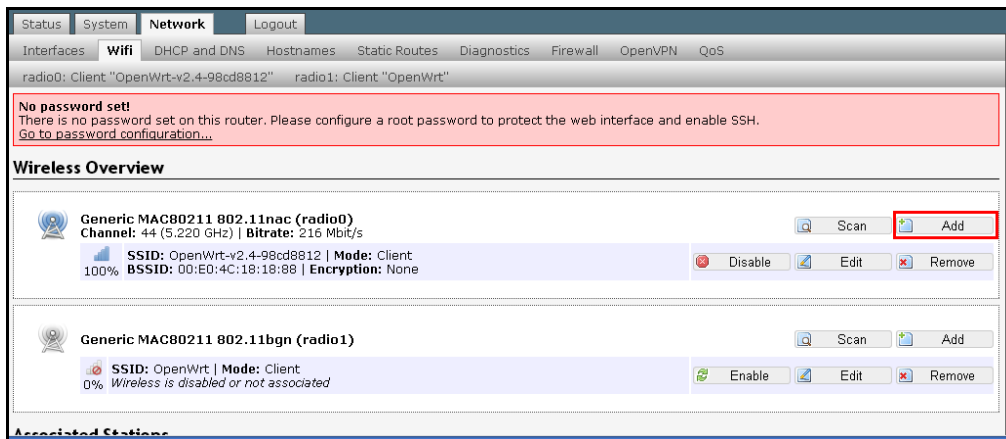 Status System Network Logout
Interfaces Wifi DHCP and DNS Hostnames Static Routes Diagnostics Firewall OpenVPN QoS
radio0: Client "OpenWrt-v2.4-98cd8812" radio1: Client "OpenWrt"
No password set!
There is no password set on this router. Please configure a root password to protect the web interface and enable SSH.
Go to password configuration...
Wireless Overview
Generic MAC80211 802.11nac (radio0)
Channel: 44 (5.220 GHz) | Bitrate: 216 Mbit/s
Scan Add
SSID: OpenWrt-v2.4-98cd8812 | Mode: Client
100% BSSID: 00:E0:4C:18:18:88 | Encryption: None
Disable Edit Remove
Generic MAC80211 802.11bgn (radio1)
Scan Add
SSID: OpenWrt | Mode: Client
0% Wireless is disabled or not associated
Enable Edit Remove
Associated Stations